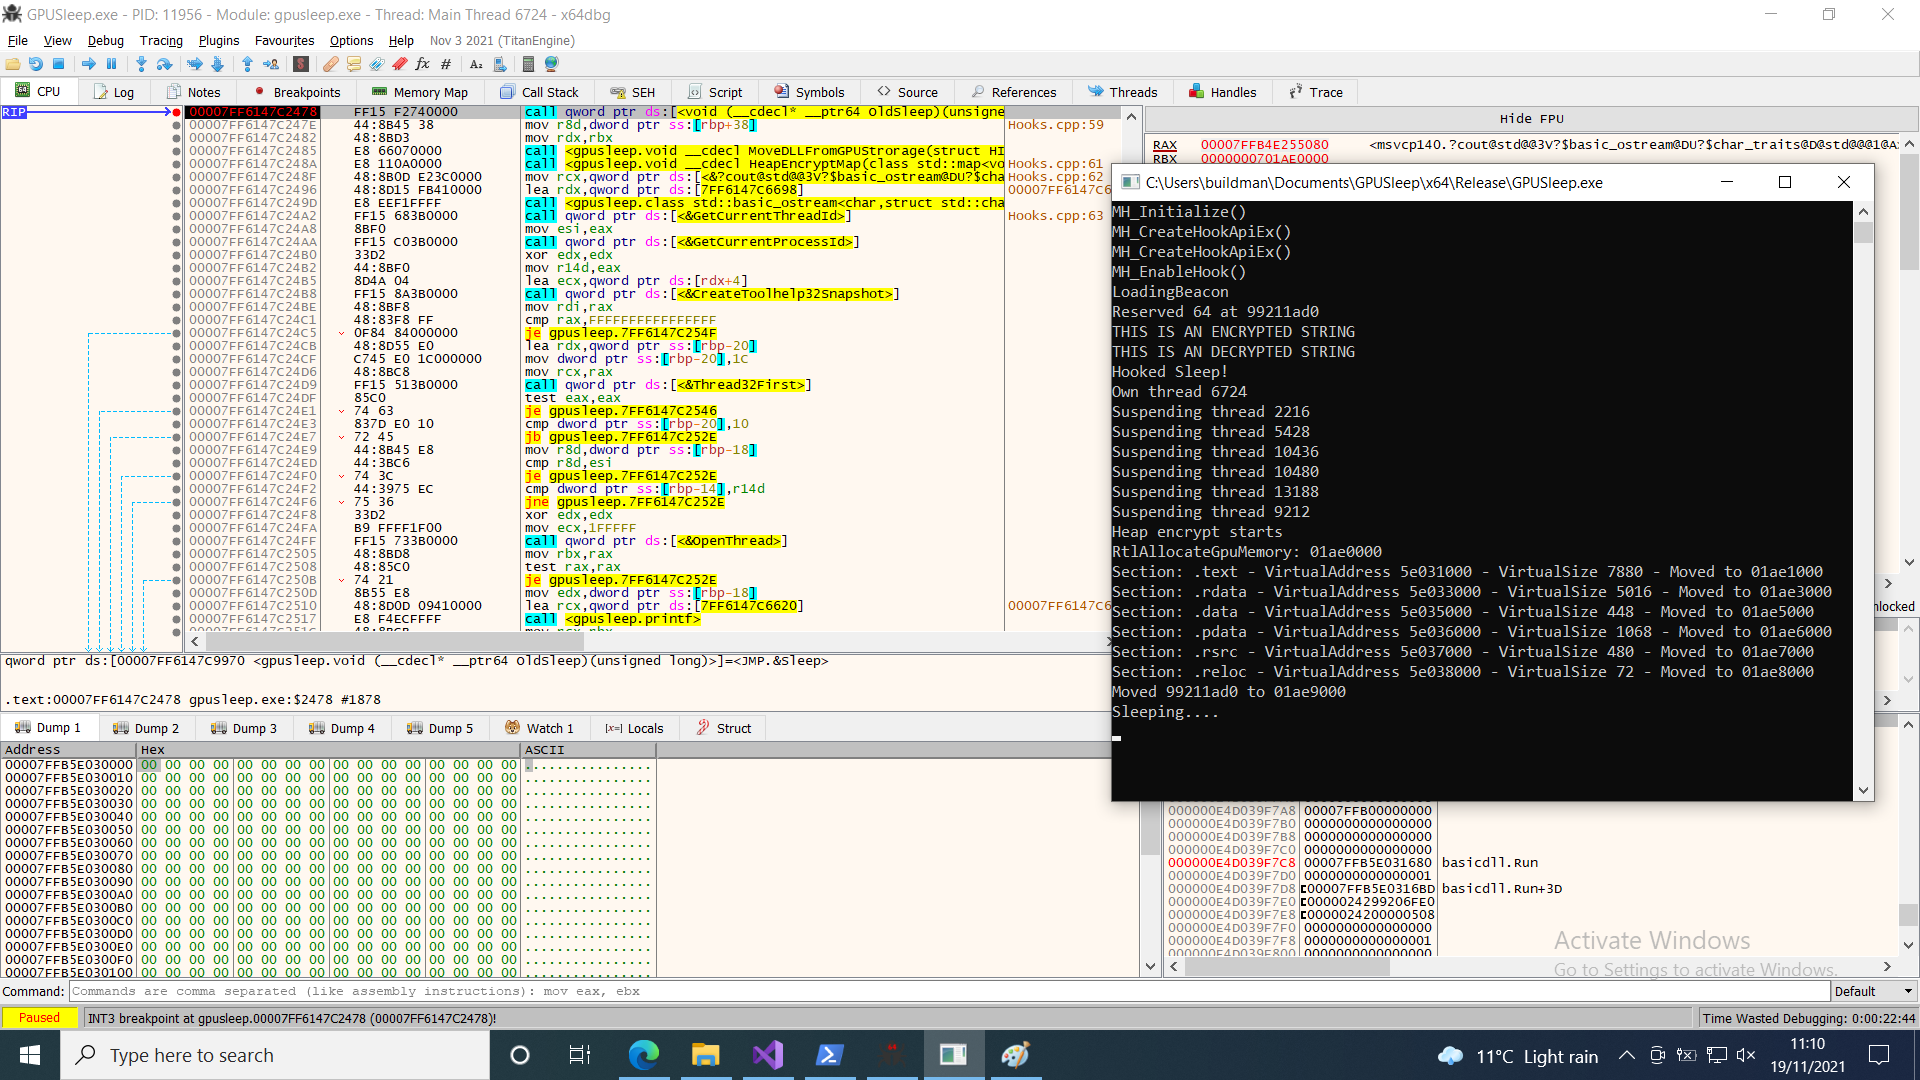 GPUSleep.exe - PID: 11956 - Module: gpusleep.exe - Thread: Main Thread 6724 - x64dbg
File View Debug Tracing Plugins Favourites Options Help Nov 3 2021 (TitanEngine)
CPU Log Notes Breakpoints Memory Map Call Stack SEH Script Symbols Source References Threads Handles Trace
RIP
00007FF6147C2478 FF15 F2740000 call qword ptr ds:[<void (__cdecl* __ptr64 OldSleep)(unsigne
00007FF6147C247E 44:8B45 38 mov r8d,dword ptr ss:[rbp+38] Hooks.cpp:59
00007FF6147C2482 48:8BD3 mov rdx,rbx
00007FF6147C2485 E8 66070000 call <gpusleep.void __cdecl MoveDLLFromGPUStrorage(struct HI
00007FF6147C248A E8 110A0000 call <gpusleep.void __cdecl HeapEncryptMap(class std::map<vo Hooks.cpp:61
00007FF6147C248F 48:8B0D E23C0000 mov rcx,qword ptr ds:[<&?cout@std@@3V?$basic_ostream@DU?$cha Hooks.cpp:62
00007FF6147C2496 48:8D15 FB410000 lea rdx,qword ptr ds:[7FF6147C6698] 00007FF6147C6
00007FF6147C249D E8 EEF1FFFF call <gpusleep.class std::basic_ostream<char,struct std::cha
00007FF6147C24A2 FF15 683B0000 call qword ptr ds:[<&GetCurrentThreadId>] Hooks.cpp:63
00007FF6147C24A8 8BF0 mov esi,eax
00007FF6147C24AA FF15 C03B0000 call qword ptr ds:[<&GetCurrentProcessId>]
00007FF6147C24B0 33D2 xor edx,edx
00007FF6147C24B2 44:8BF0 mov r14d,eax
00007FF6147C24B5 8D4A 04 lea ecx,qword ptr ds:[rdx+4]
00007FF6147C24B8 FF15 8A3B0000 call qword ptr ds:[<&CreateToolhelp32Snapshot>]
00007FF6147C24BE 48:8BF8 mov rdi,rax
00007FF6147C24C1 48:83F8 FF cmp rax,FFFFFFFFFFFFFFFF
00007FF6147C24C5 0F84 84000000 je gpusleep.7FF6147C254F
00007FF6147C24CB 48:8D55 E0 lea rdx,qword ptr ss:[rbp-20]
00007FF6147C24CF C745 E0 1C000000 mov dword ptr ss:[rbp-20],1C
00007FF6147C24D6 48:8BC8 mov rcx,rax
00007FF6147C24D9 FF15 513B0000 call qword ptr ds:[<&Thread32First>]
00007FF6147C24DF 85C0 test eax,eax
00007FF6147C24E1 74 63 je gpusleep.7FF6147C2546
00007FF6147C24E3 837D E0 10 cmp dword ptr ss:[rbp-20],10
00007FF6147C24E7 72 45 jb gpusleep.7FF6147C252E
00007FF6147C24E9 44:8B45 E8 mov r8d,dword ptr ss:[rbp-18]
00007FF6147C24ED 44:3BC6 cmp r8d,esi
00007FF6147C24F0 74 3C je gpusleep.7FF6147C252E
00007FF6147C24F2 44:3975 EC cmp dword ptr ss:[rbp-14],r14d
00007FF6147C24F6 75 36 jne gpusleep.7FF6147C252E
00007FF6147C24F8 33D2 xor edx,edx
00007FF6147C24FA B9 FFFF1F00 mov ecx,1FFFFF
00007FF6147C24FF FF15 733B0000 call qword ptr ds:[<&OpenThread>]
00007FF6147C2505 48:8BD8 mov rbx,rax
00007FF6147C2508 48:85C0 test rax,rax
00007FF6147C250B 74 21 je gpusleep.7FF6147C252E
00007FF6147C250D 8B55 E8 mov edx,dword ptr ss:[rbp-18]
00007FF6147C2510 48:8D0D 09410000 lea rcx,qword ptr ds:[7FF6147C6620] 00007FF6147C6
00007FF6147C2517 E8 F4ECFFFF call <gpusleep.printf>
Hide FPU
RAX 00007FFB4E255080 <msvcp140.?cout@std@@3V?$basic_ostream@DU?$char_traits@D@std@@@1@A
RBX 0000000701AE0000
nlocked
C:\Users\buildman\Documents\GPUSleep\x64\Release\GPUSleep.exe
MH_Initialize()
MH_CreateHookApiEx()
MH_CreateHookApiEx()
MH_EnableHook()
LoadingBeacon
Reserved 64 at 99211ad0
THIS IS AN ENCRYPTED STRING
THIS IS AN DECRYPTED STRING
Hooked Sleep!
Own thread 6724
Suspending thread 2216
Suspending thread 5428
Suspending thread 10436
Suspending thread 10480
Suspending thread 13188
Suspending thread 9212
Heap encrypt starts
RtlAllocateGpuMemory: 01ae0000
Section: .text - VirtualAddress 5e031000 - VirtualSize 7880 - Moved to 01ae1000
Section: .rdata - VirtualAddress 5e033000 - VirtualSize 5016 - Moved to 01ae3000
Section: .data - VirtualAddress 5e035000 - VirtualSize 448 - Moved to 01ae5000
Section: .pdata - VirtualAddress 5e036000 - VirtualSize 1068 - Moved to 01ae6000
Section: .rsrc - VirtualAddress 5e037000 - VirtualSize 480 - Moved to 01ae7000
Section: .reloc - VirtualAddress 5e038000 - VirtualSize 72 - Moved to 01ae8000
Moved 99211ad0 to 01ae9000
Sleeping....
qword ptr ds:[00007FF6147C9970 <gpusleep.void (__cdecl* __ptr64 OldSleep)(unsigned long)>]=<JMP.&Sleep>
.text:00007FF6147C2478 gpusleep.exe:$2478 #1878
Dump 1 Dump 2 Dump 3 Dump 4 Dump 5 Watch 1 [x=] Locals Struct
Address Hex ASCII
00007FFB5E030000 00 00 00 00 00 00 00 00 00 00 00 00 00 00 00 00 ................
00007FFB5E030010 00 00 00 00 00 00 00 00 00 00 00 00 00 00 00 00 ................
00007FFB5E030020 00 00 00 00 00 00 00 00 00 00 00 00 00 00 00 00 ................
00007FFB5E030030 00 00 00 00 00 00 00 00 00 00 00 00 00 00 00 00 ................
00007FFB5E030040 00 00 00 00 00 00 00 00 00 00 00 00 00 00 00 00 ................
00007FFB5E030050 00 00 00 00 00 00 00 00 00 00 00 00 00 00 00 00 ................
00007FFB5E030060 00 00 00 00 00 00 00 00 00 00 00 00 00 00 00 00 ................
00007FFB5E030070 00 00 00 00 00 00 00 00 00 00 00 00 00 00 00 00 ................
00007FFB5E030080 00 00 00 00 00 00 00 00 00 00 00 00 00 00 00 00 ................
00007FFB5E030090 00 00 00 00 00 00 00 00 00 00 00 00 00 00 00 00 ................
00007FFB5E0300A0 00 00 00 00 00 00 00 00 00 00 00 00 00 00 00 00 ................
00007FFB5E0300B0 00 00 00 00 00 00 00 00 00 00 00 00 00 00 00 00 ................
00007FFB5E0300C0 00 00 00 00 00 00 00 00 00 00 00 00 00 00 00 00 ................
00007FFB5E0300D0 00 00 00 00 00 00 00 00 00 00 00 00 00 00 00 00 ................
00007FFB5E0300E0 00 00 00 00 00 00 00 00 00 00 00 00 00 00 00 00 ................
00007FFB5E0300F0 00 00 00 00 00 00 00 00 00 00 00 00 00 00 00 00 ................
00007FFB5E030100 00 00 00 00 00 00 00 00 00 00 00 00 00 00 00 00 ................
000000E4D039F7A8 00007FFB00000000
000000E4D039F7B0 0000000000000000
000000E4D039F7B8 0000000000000000
000000E4D039F7C0 0000000000000000
000000E4D039F7C8 00007FFB5E031680 basicdll.Run
000000E4D039F7D0 0000000000000001
000000E4D039F7D8 00007FFB5E0316BD basicdll.Run+3D
000000E4D039F7E0 0000024299206FE0
000000E4D039F7E8 0000024200000508
000000E4D039F7F0 0000000000000000
000000E4D039F7F8 0000000000000001
000000E4D039F800 0000000000000000
Activate Windows
Go to Settings to activate Windows.
Command: Commands are comma separated (like assembly instructions): mov eax, ebx Default
Paused INT3 breakpoint at gpusleep.00007FF6147C2478 (00007FF6147C2478)! Time Wasted Debugging: 0:00:22:44
Type here to search 11°C Light rain 11:10
19/11/2021